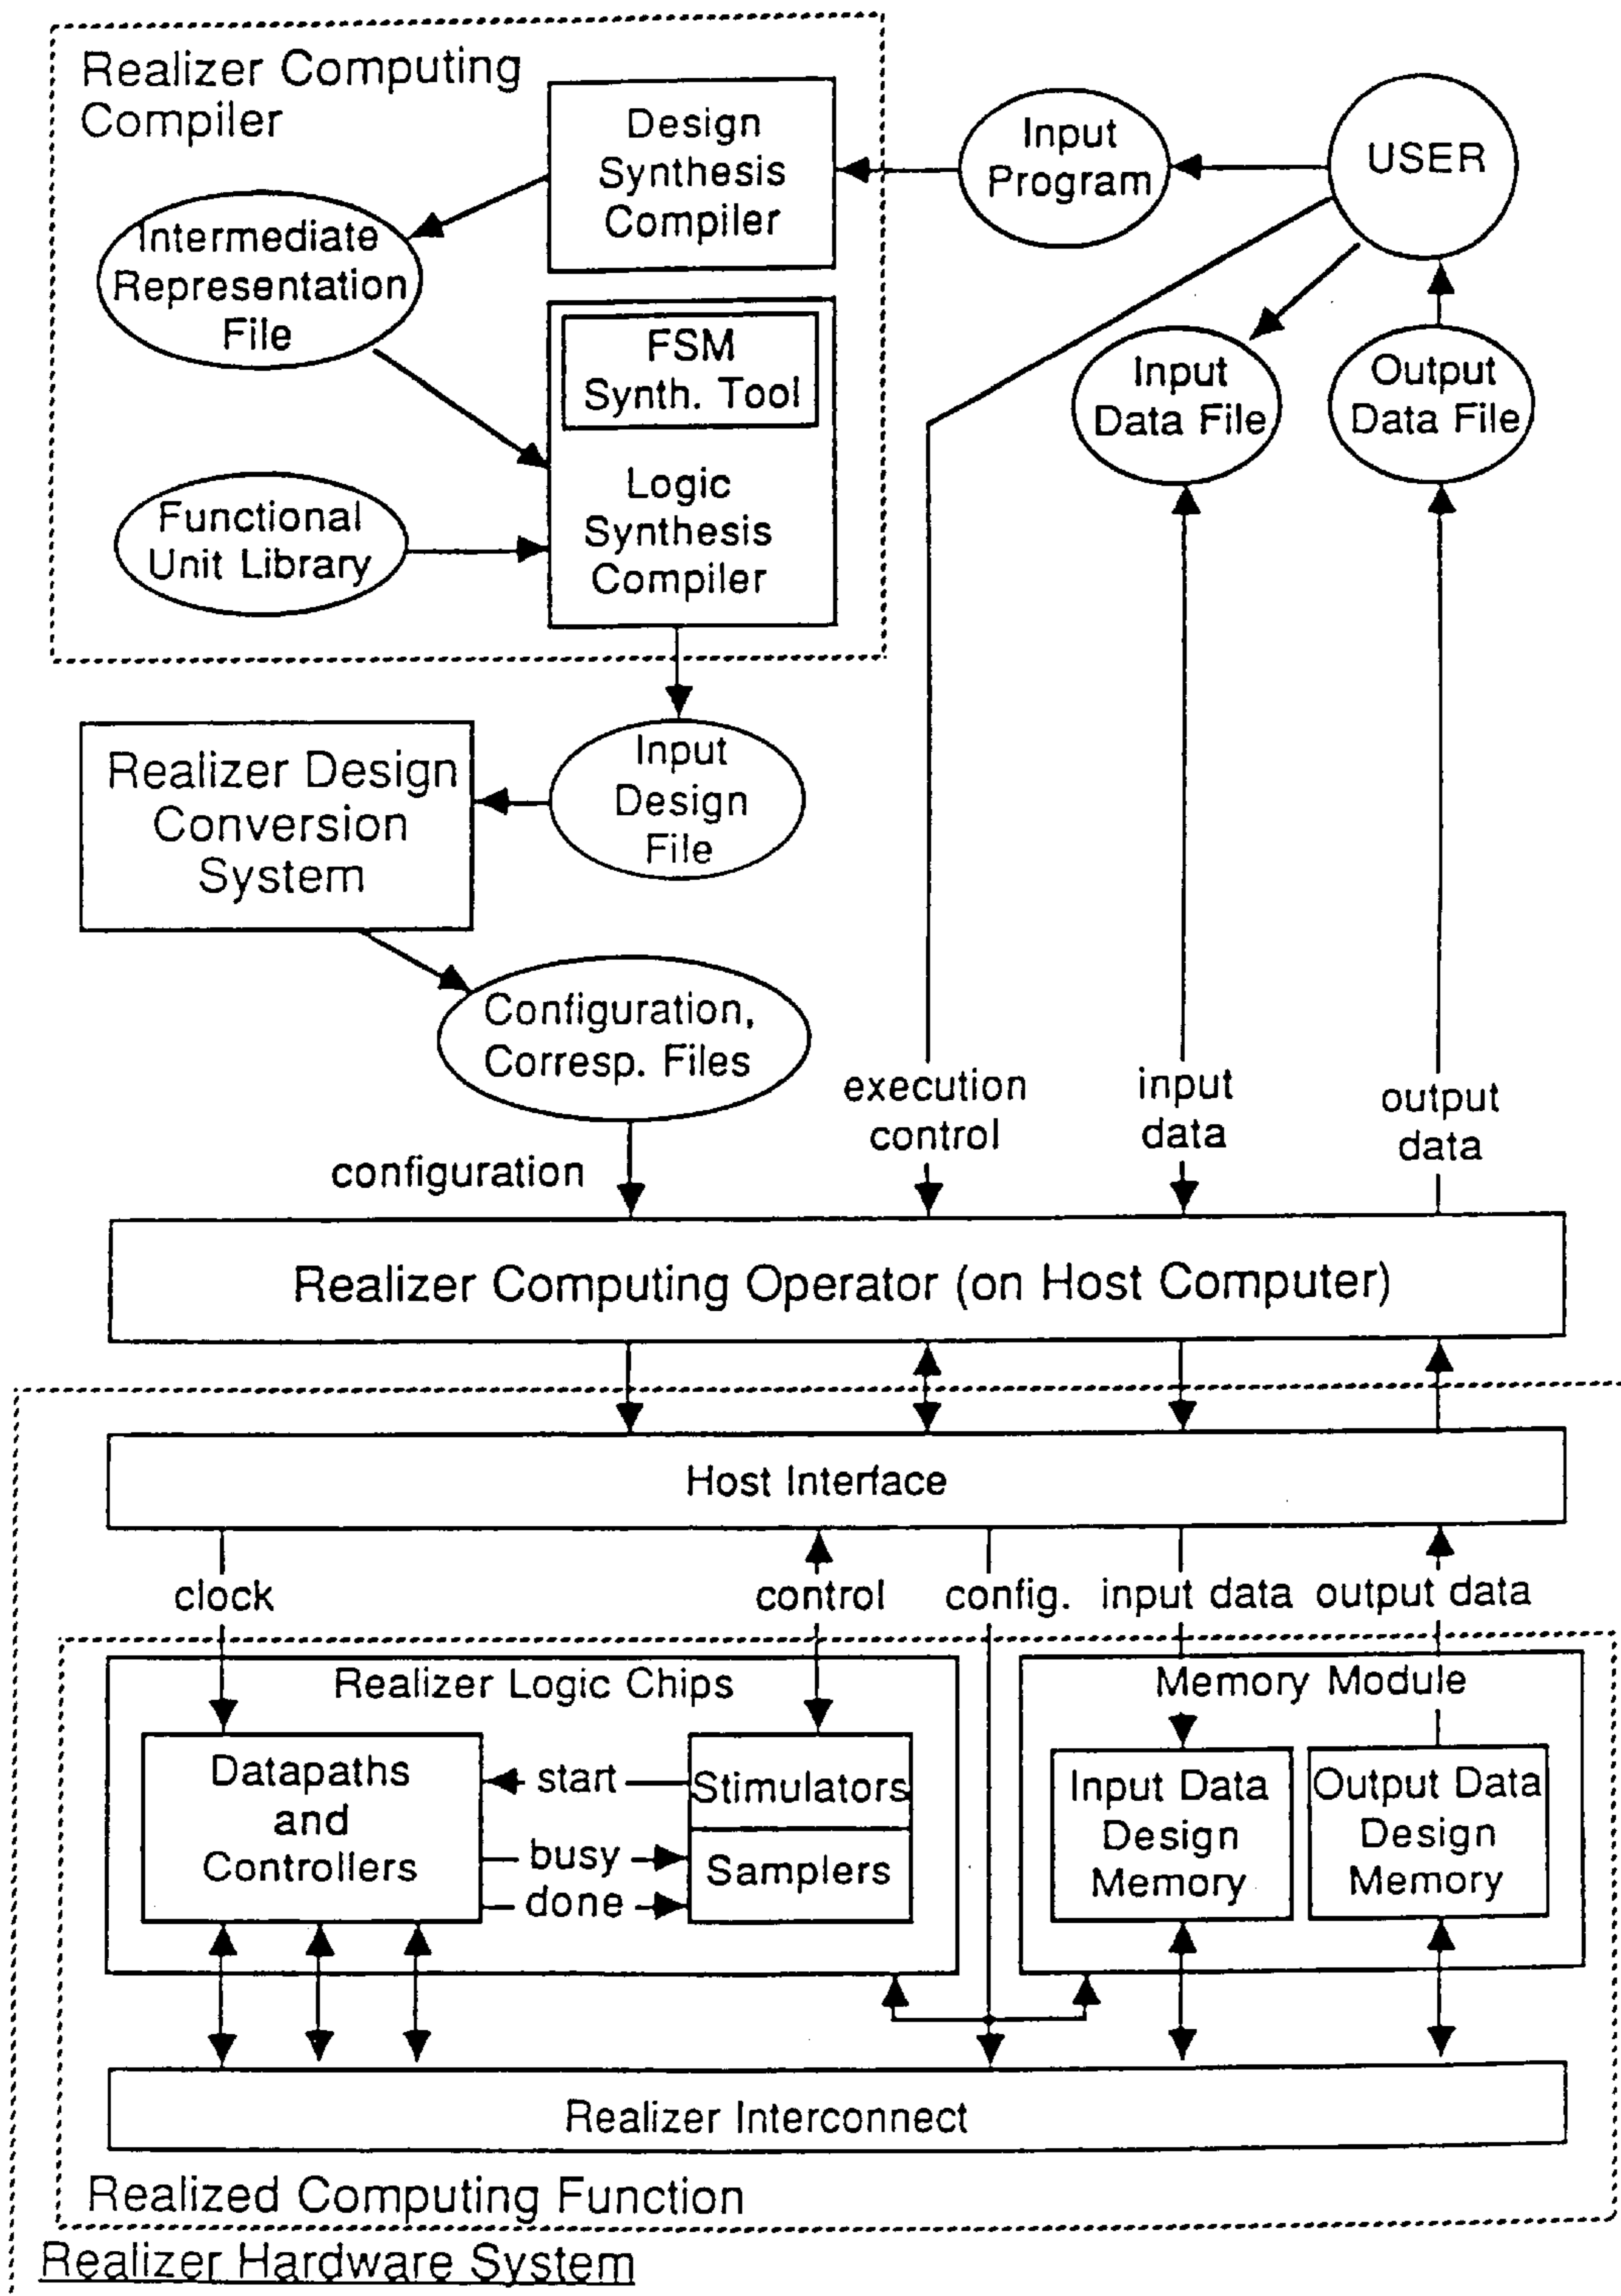 Realizer Computing
Compiler
Design
Synthesis
Compiler
Input
Program
USER
Intermediate
Representation
File
FSM
Synth. Tool
Logic
Synthesis
Compiler
Functional
Unit Library
Input
Data File
Output
Data File
Realizer Design
Conversion
System
Input
Design
File
Configuration,
Corresp. Files
configuration
execution
control
input
data
output
data
Realizer Computing Operator (on Host Computer)
Host Interface
clock
control
config.
input data
output data
Realizer Logic Chips
Datapaths
and
Controllers
start
busy
done
Stimulators
Samplers
Memory Module
Input Data
Design
Memory
Output Data
Design
Memory
Realizer Interconnect
Realized Computing Function
Realizer Hardware System